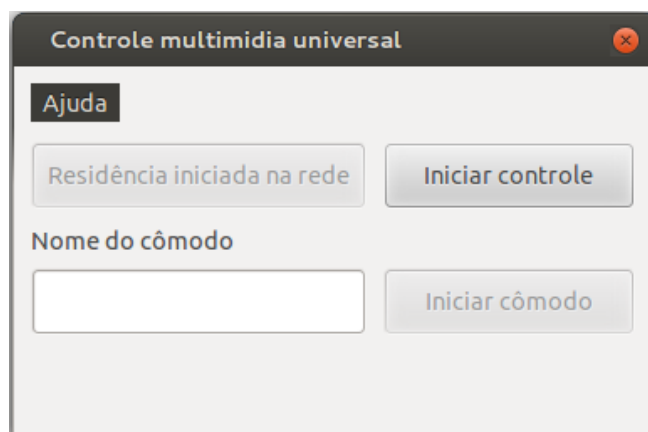 Controle multimidia universal
Ajuda
Residência iniciada na rede Iniciar controle
Nome do cômodo
Iniciar cômodo